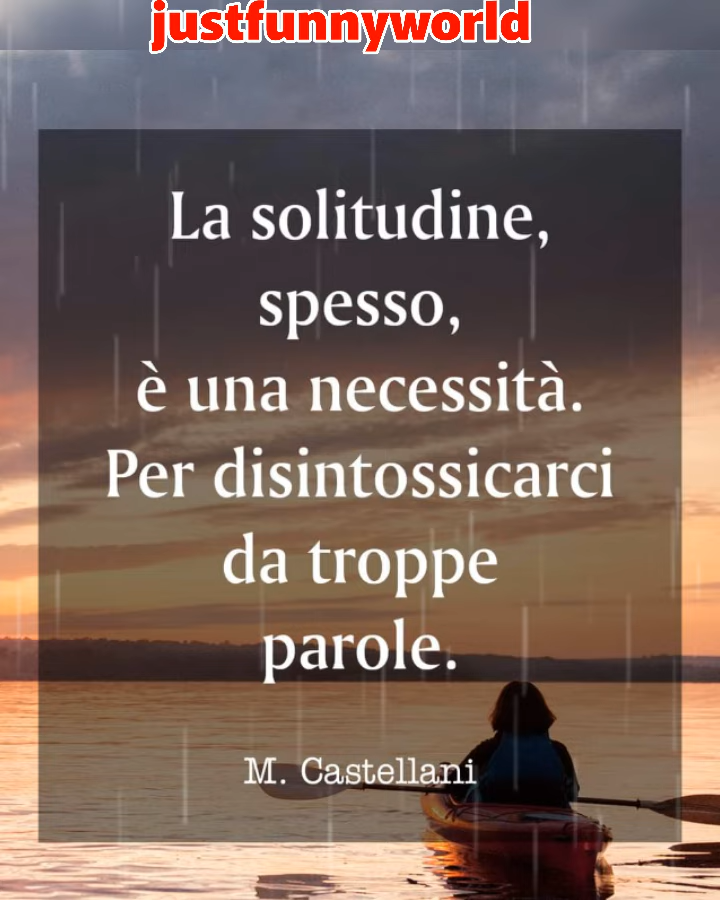 justfunnyworld
La solitudine,
spesso,
è una necessità.
Per disintossicarci
da troppe
parole.
M. Castellani